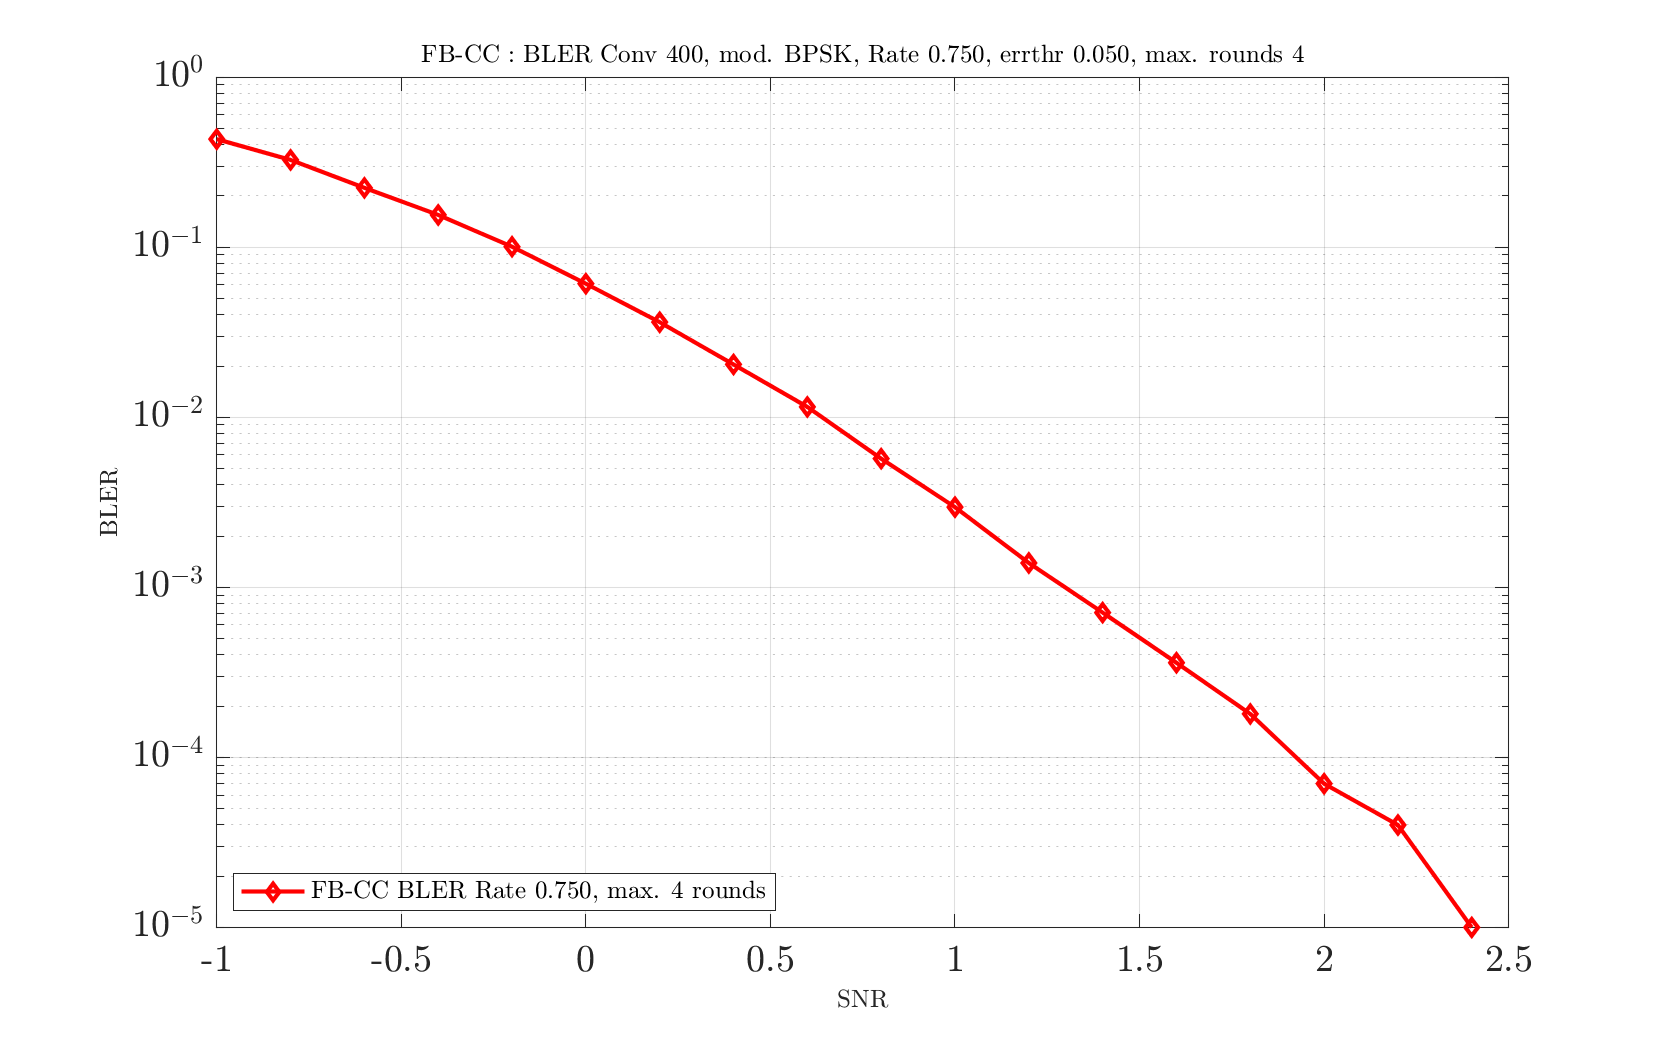 FB-CC : BLER Conv 400, mod. BPSK, Rate 0.750, errthr 0.050, max. rounds 4
10^0
10^−1
10^−2
10^−3
10^−4
10^−5
BLER
FB-CC BLER Rate 0.750, max. 4 rounds
-1 -0.5 0 0.5 1 1.5 2 2.5
SNR